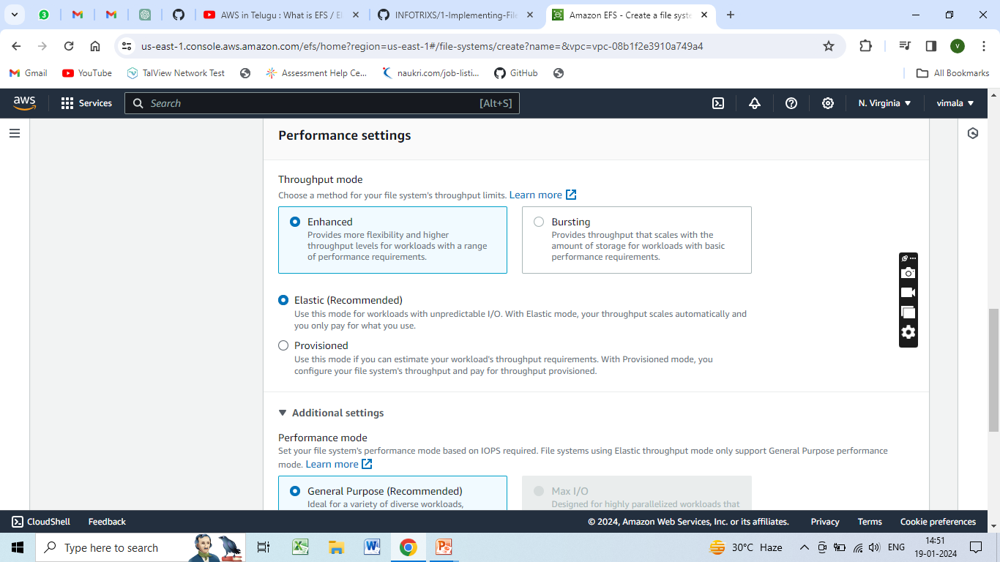 3
AWS in Telugu : What is EFS / E
INFOTRIXS/1-Implementing-File
Amazon EFS - Create a file syste
us-east-1.console.aws.amazon.com/efs/home?region=us-east-1#/file-systems/create?name=&vpc=vpc-08b1f2e3910a749a4
V
Gmail
YouTube
TalView Network Test
Assessment Help Ce...
naukri.com/job-listi...
GitHub
All Bookmarks
aws
Services
Search
[Alt+S]
N. Virginia
vimala
Performance settings
Throughput mode
Choose a method for your file system's throughput limits. Learn more
Enhanced
Provides more flexibility and higher
throughput levels for workloads with a range
of performance requirements.
Bursting
Provides throughput that scales with the
amount of storage for workloads with basic
performance requirements.
Elastic (Recommended)
Use this mode for workloads with unpredictable I/O. With Elastic mode, your throughput scales automatically and
you only pay for what you use.
Provisioned
Use this mode if you can estimate your workload's throughput requirements. With Provisioned mode, you
configure your file system's throughput and pay for throughput provisioned.
Additional settings
Performance mode
Set your file system's performance mode based on IOPS required. File systems using Elastic throughput mode only support General Purpose performance
mode. Learn more
General Purpose (Recommended)
Ideal for a variety of diverse workloads,
Max I/O
Designed for highly parallelized workloads that
CloudShell
Feedback
© 2024, Amazon Web Services, Inc. or its affiliates.
Privacy
Terms
Cookie preferences
Type here to search
30°C Haze
ENG
14:51
19-01-2024